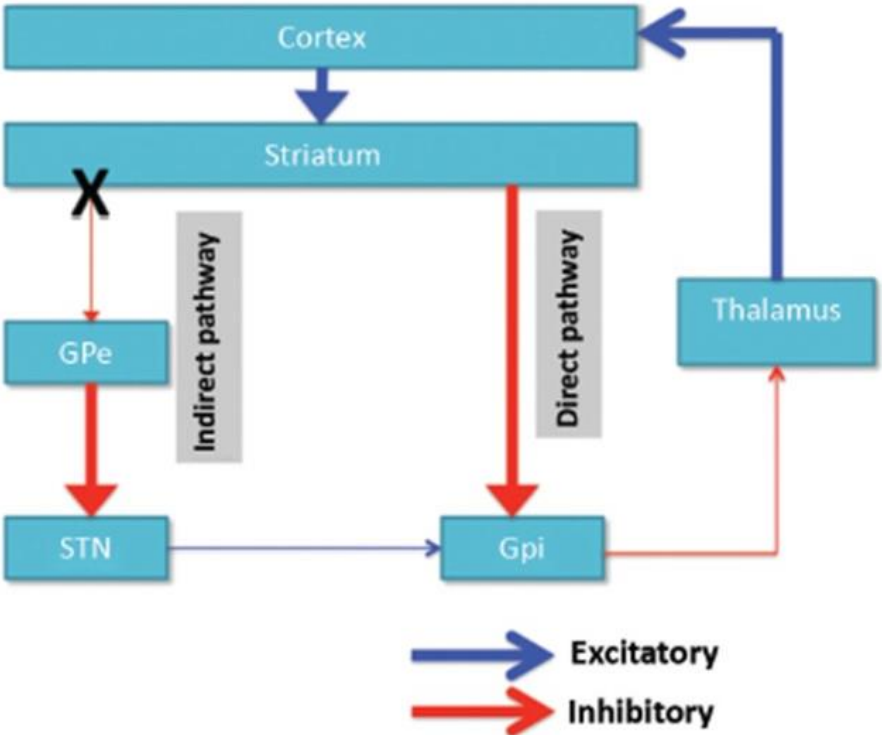 Cortex
Striatum
X
Indirect pathway
Direct pathway
Thalamus
GPe
STN
Gpi
Excitatory
Inhibitory